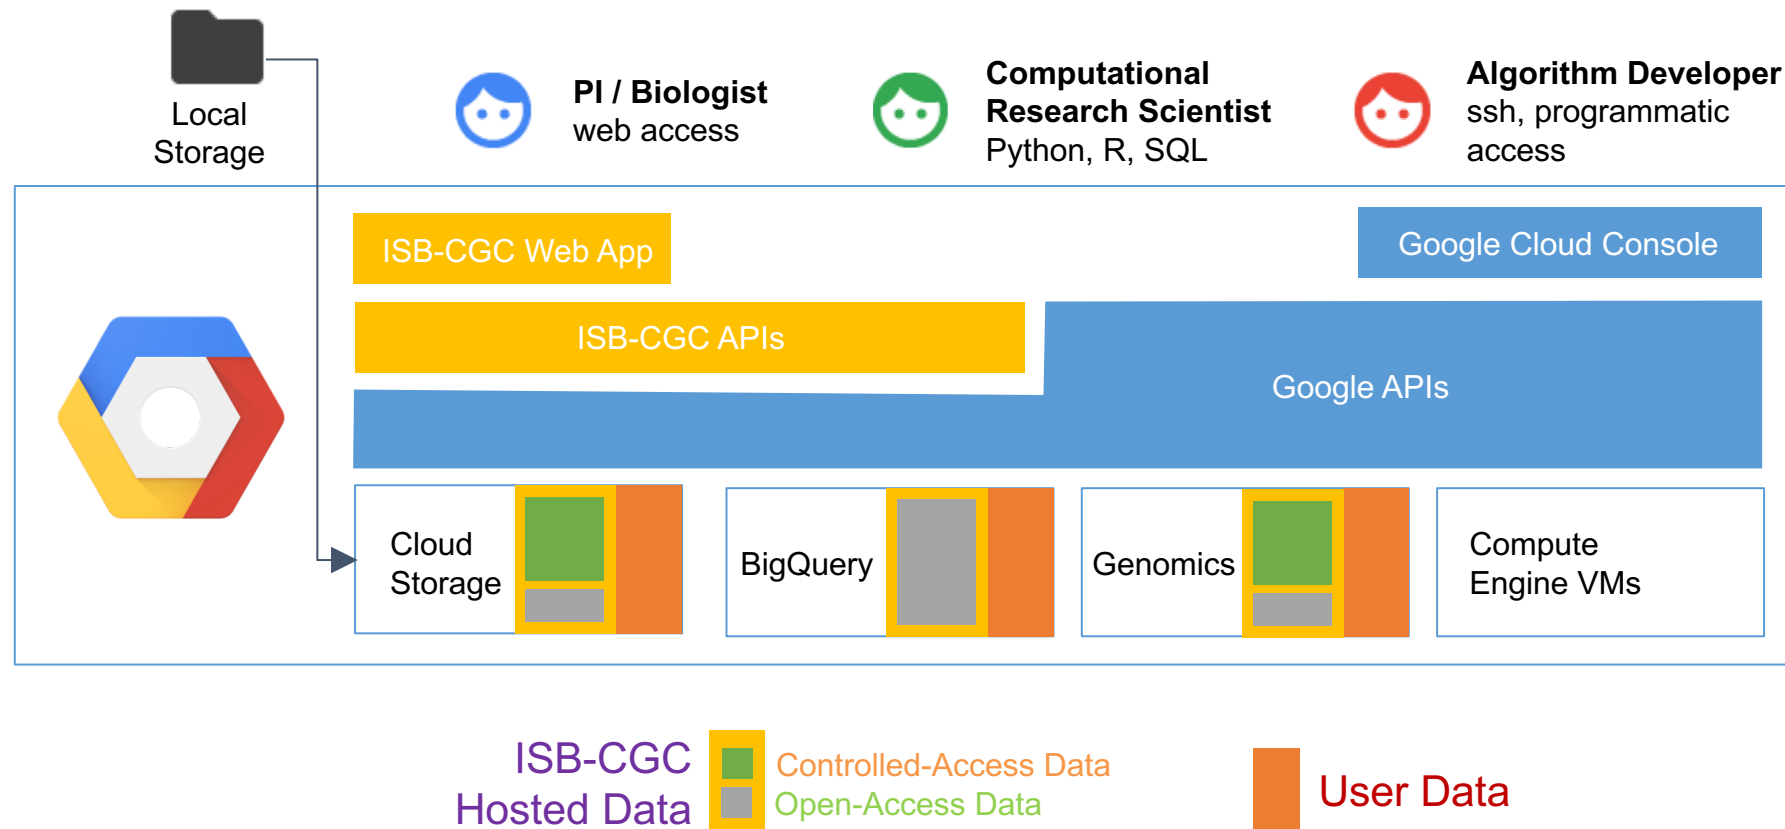 Local
Storage
PI / Biologist
web access
Computational
Research Scientist
Python, R, SQL
Algorithm Developer
ssh, programmatic
access
ISB-CGC Web App
Google Cloud Console
ISB-CGC APIs
Google APIs
Cloud
Storage
BigQuery
Genomics
Compute
Engine VMs
ISB-CGC
Hosted Data
Controlled-Access Data
Open-Access Data
User Data